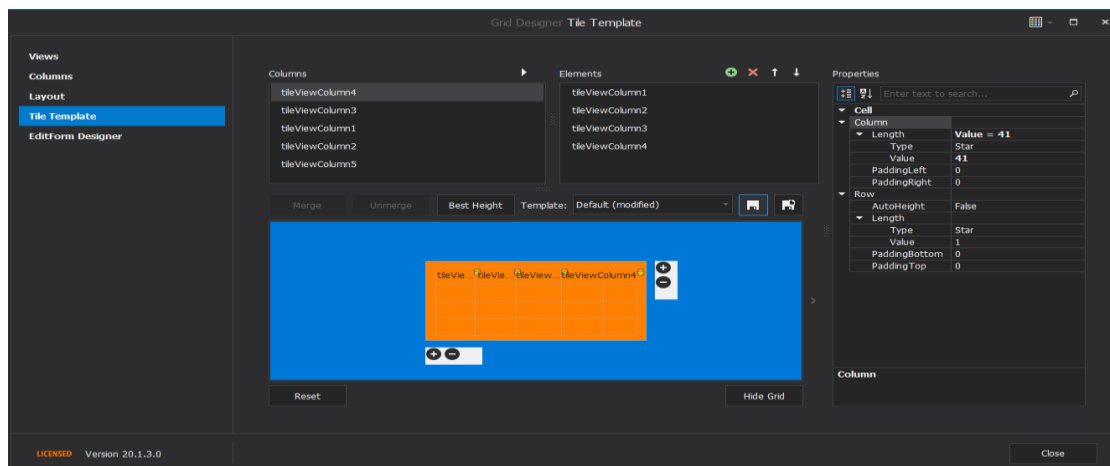 Grid Designer Tile Template
Views
Columns
Layout
Tile Template
EditForm Designer
Columns
tileViewColumn4
tileViewColumn3
tileViewColumn1
tileViewColumn2
tileViewColumn5
Elements
tileViewColumn1
tileViewColumn2
tileViewColumn3
tileViewColumn4
Merge Unmerge Best Height Template: Default (modified)
tileVie... tileVie... tileView... tileViewColumn4
Reset Hide Grid
Properties
Enter text to search...
Cell
Column
Length Value = 41
Type Star
Value 41
PaddingLeft 0
PaddingRight 0
Row
AutoHeight False
Length
Type Star
Value 1
PaddingBottom 0
PaddingTop 0
Column
LICENSED Version 20.1.3.0
Close